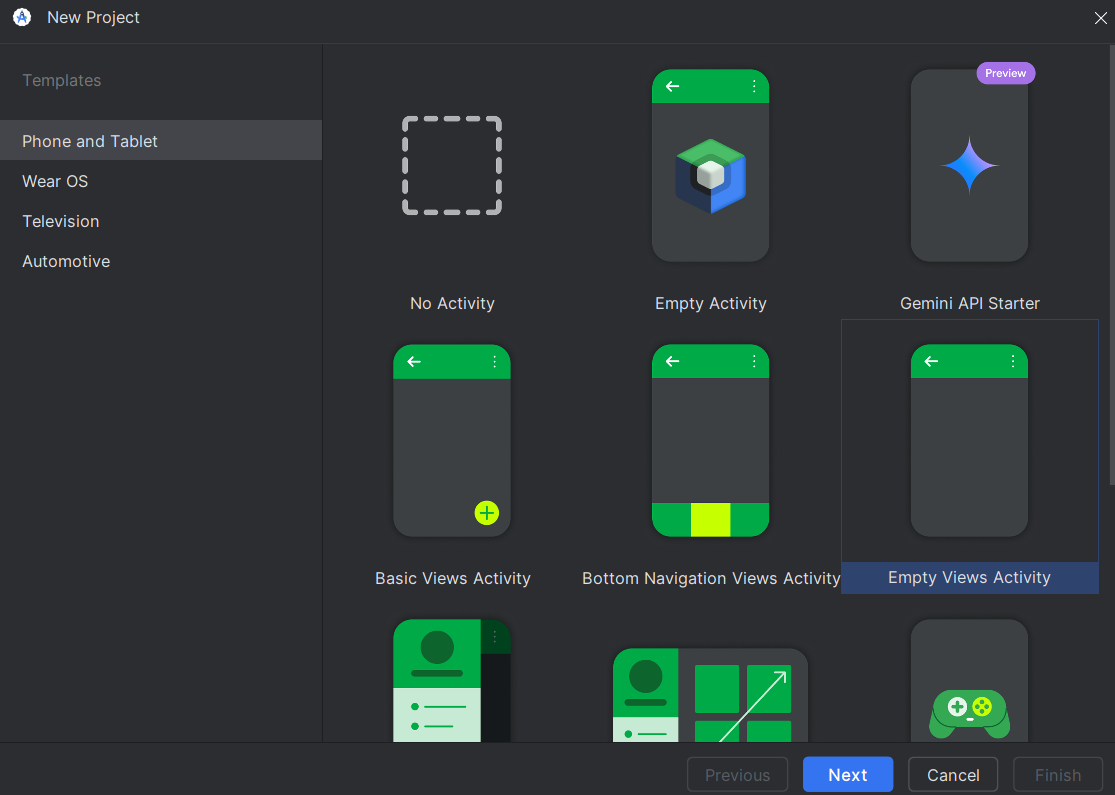 New Project
Templates
Phone and Tablet
Wear OS
Television
Automotive
Preview
No Activity
Empty Activity
Gemini API Starter
Basic Views Activity
Bottom Navigation Views Activity
Empty Views Activity
Previous
Next
Cancel
Finish